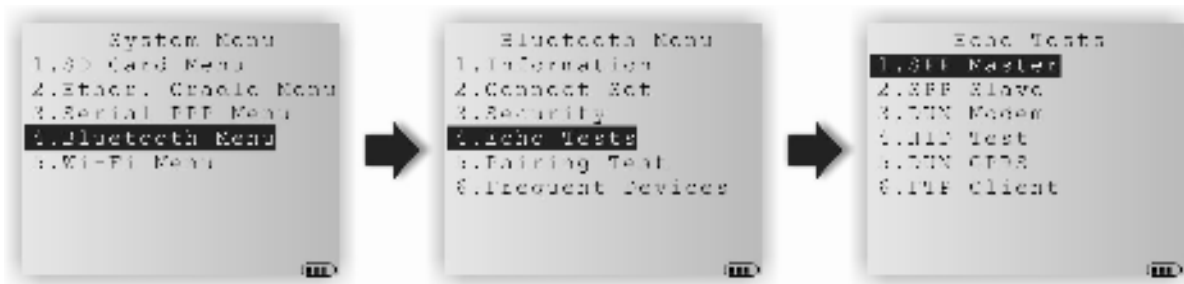 System Menu
1.SD Card Menu
2.Ether. Cradle Menu
3.Serial PPP Menu
4.Bluetooth Menu
5.Wi-Fi Menu
Bluetooth Menu
1.Information
2.Connect Set
3.Security
4.Echo Tests
5.Pairing Test
6.Frequent Devices
Echo Tests
1.SPP Master
2.SPP Slave
3.DUN Modem
4.HID Test
5.DUN GPRS
6.FTP Client